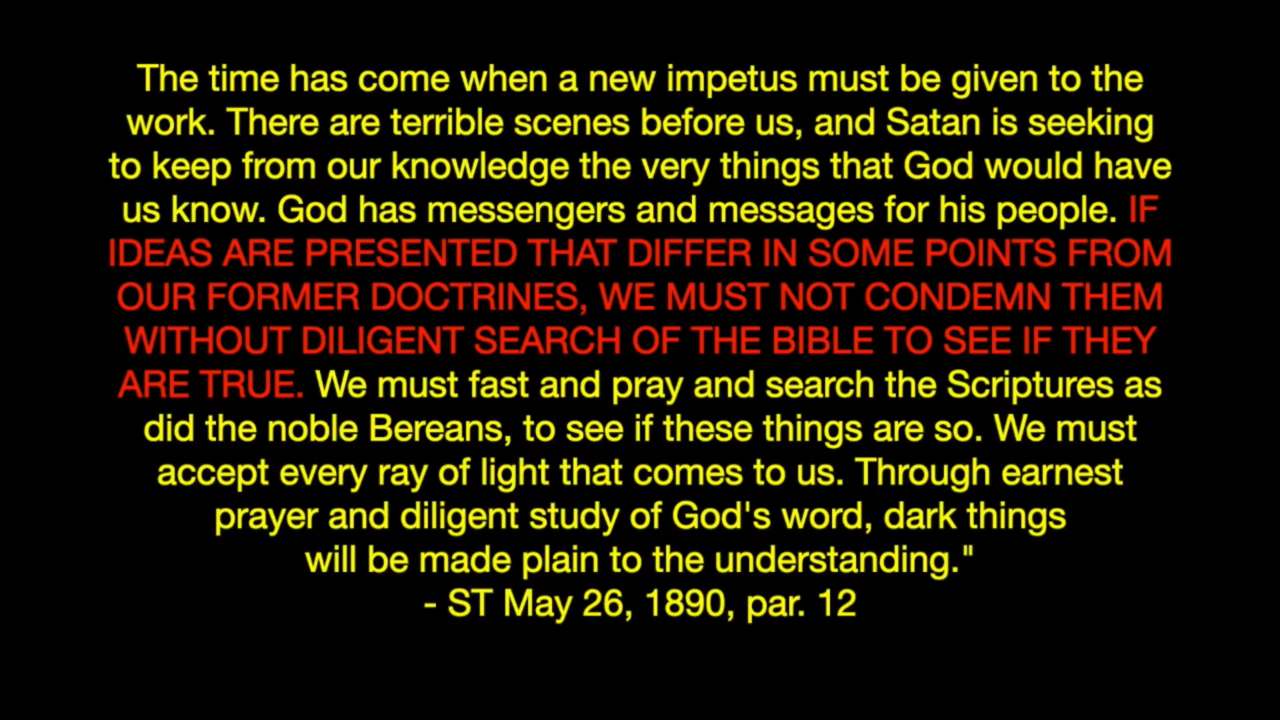 The time has come when a new impetus must be given to the
work. There are terrible scenes before us, and Satan is seeking
to keep from our knowledge the very things that God would have
us know. God has messengers and messages for his people. IF
IDEAS ARE PRESENTED THAT DIFFER IN SOME POINTS FROM
OUR FORMER DOCTRINES, WE MUST NOT CONDEMN THEM
WITHOUT DILIGENT SEARCH OF THE BIBLE TO SEE IF THEY
ARE TRUE. We must fast and pray and search the Scriptures as
did the noble Bereans, to see if these things are so. We must
accept every ray of light that comes to us. Through earnest
prayer and diligent study of God's word, dark things
will be made plain to the understanding."
- ST May 26, 1890, par. 12